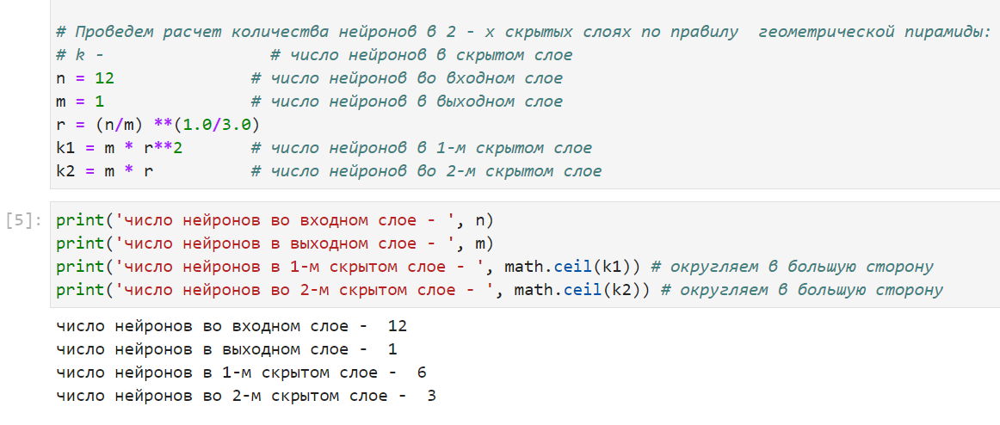 # Проведем расчет количества нейронов в 2 - х скрытых слоях по правилу  геометрической пирамиды:
# k -                 # число нейронов в скрытом слое
n = 12              # число нейронов во входном слое
m = 1               # число нейронов в выходном слое
r = (n/m) **(1.0/3.0)
k1 = m * r**2       # число нейронов в 1-м скрытом слое
k2 = m * r          # число нейронов во 2-м скрытом слое
[5]: print('число нейронов во входном слое - ', n)
print('число нейронов в выходном слое - ', m)
print('число нейронов в 1-м скрытом слое - ', math.ceil(k1)) # округляем в большую сторону
print('число нейронов во 2-м скрытом слое - ', math.ceil(k2)) # округляем в большую сторону
число нейронов во входном слое -  12
число нейронов в выходном слое -  1
число нейронов в 1-м скрытом слое -  6
число нейронов во 2-м скрытом слое -  3